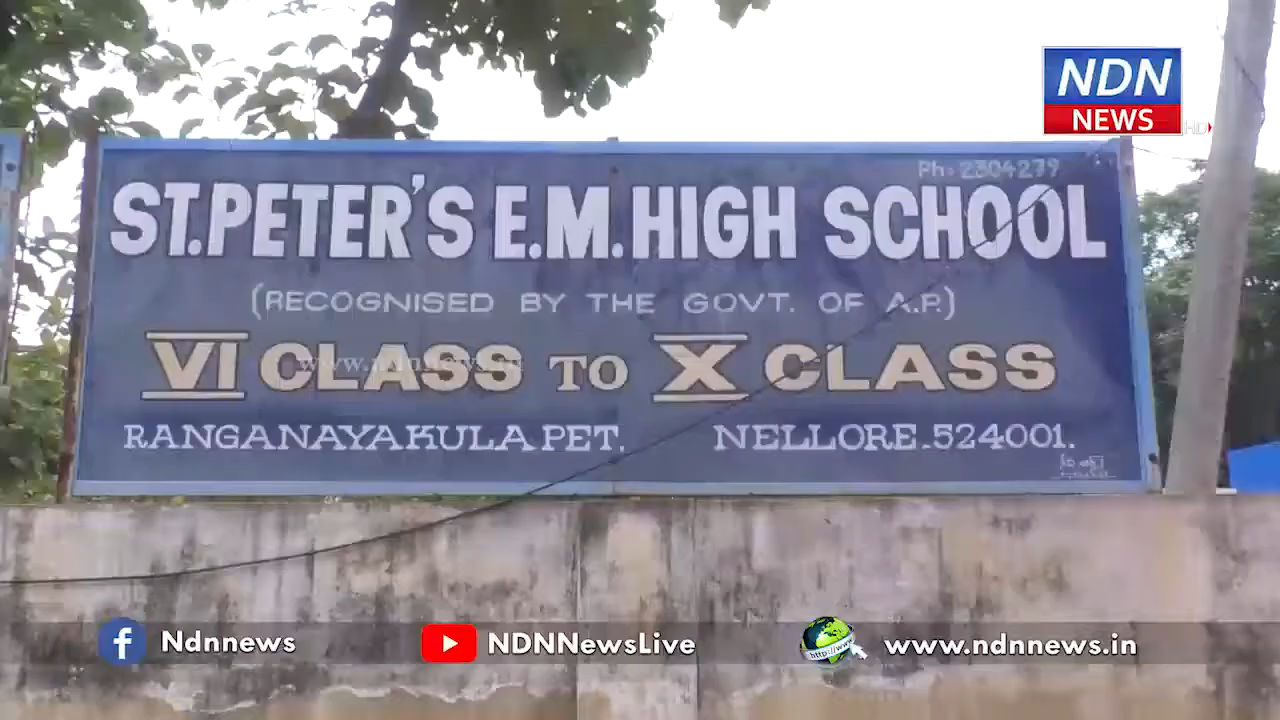 NDN
NEWS
HD
Ph: 2304279
ST.PETER'S E.M. HIGH SCHOOL
(RECOGNISED BY THE GOVT. OF A.P.)
VI CLASS TO X CLASS
RANGANAYAKULA PET. NELLORE-524001.
Ndnnews
NDNNewsLive
www.ndnnews.in